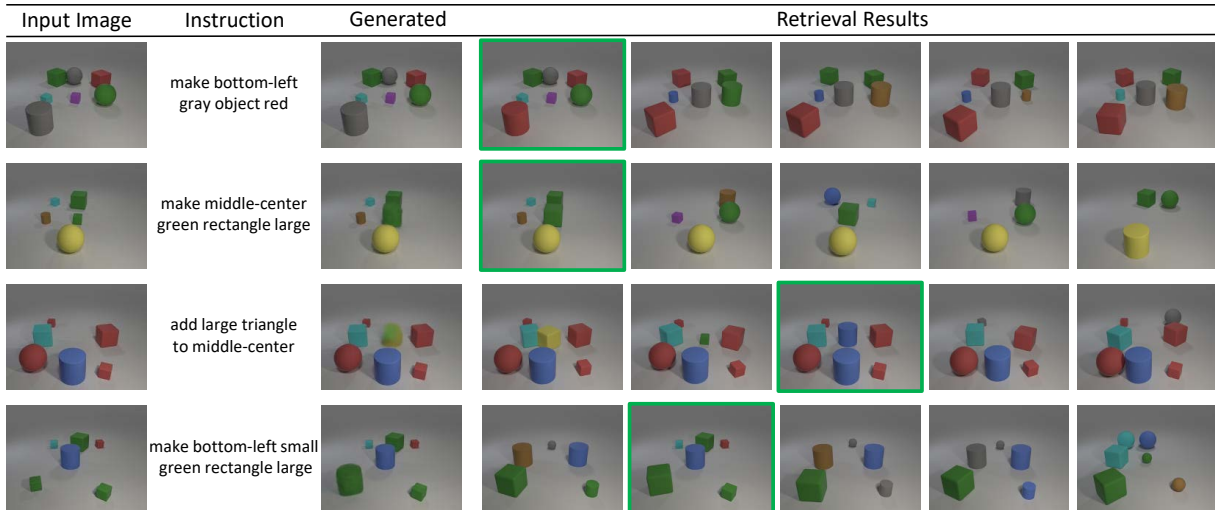 Input Image Instruction Generated Retrieval Results
make bottom-left
gray object red
make middle-center
green rectangle large
add large triangle
to middle-center
make bottom-left small
green rectangle large